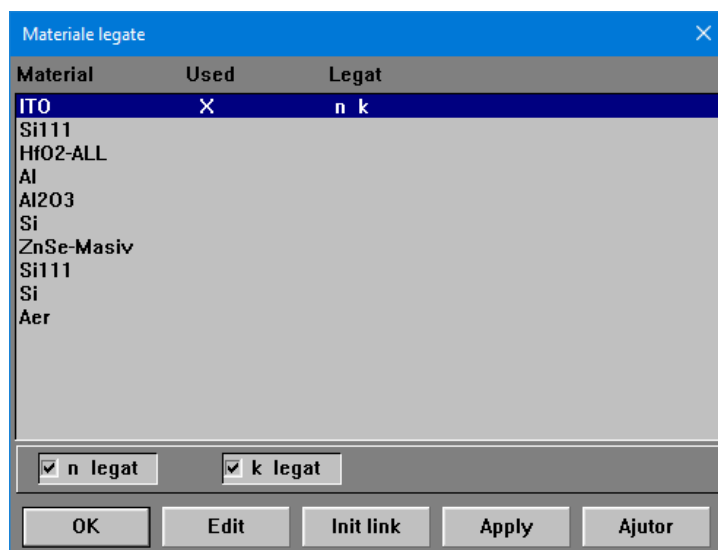 Materiale legate
Material Used Legat
ITO X n k
Si111
HfO2-ALL
Al
Al2O3
Si
ZnSe-Masiv
Si111
Si
Aer
n legat k legat
OK Edit Init link Apply Ajutor